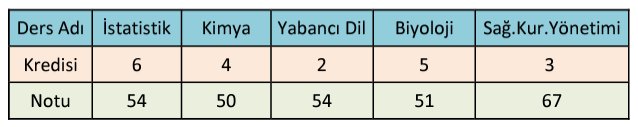 Ders Adı İstatistik Kimya Yabancı Dil Biyoloji Sağ.Kur.Yönetimi
Kredisi 6 4 2 5 3
Notu 54 50 54 51 67